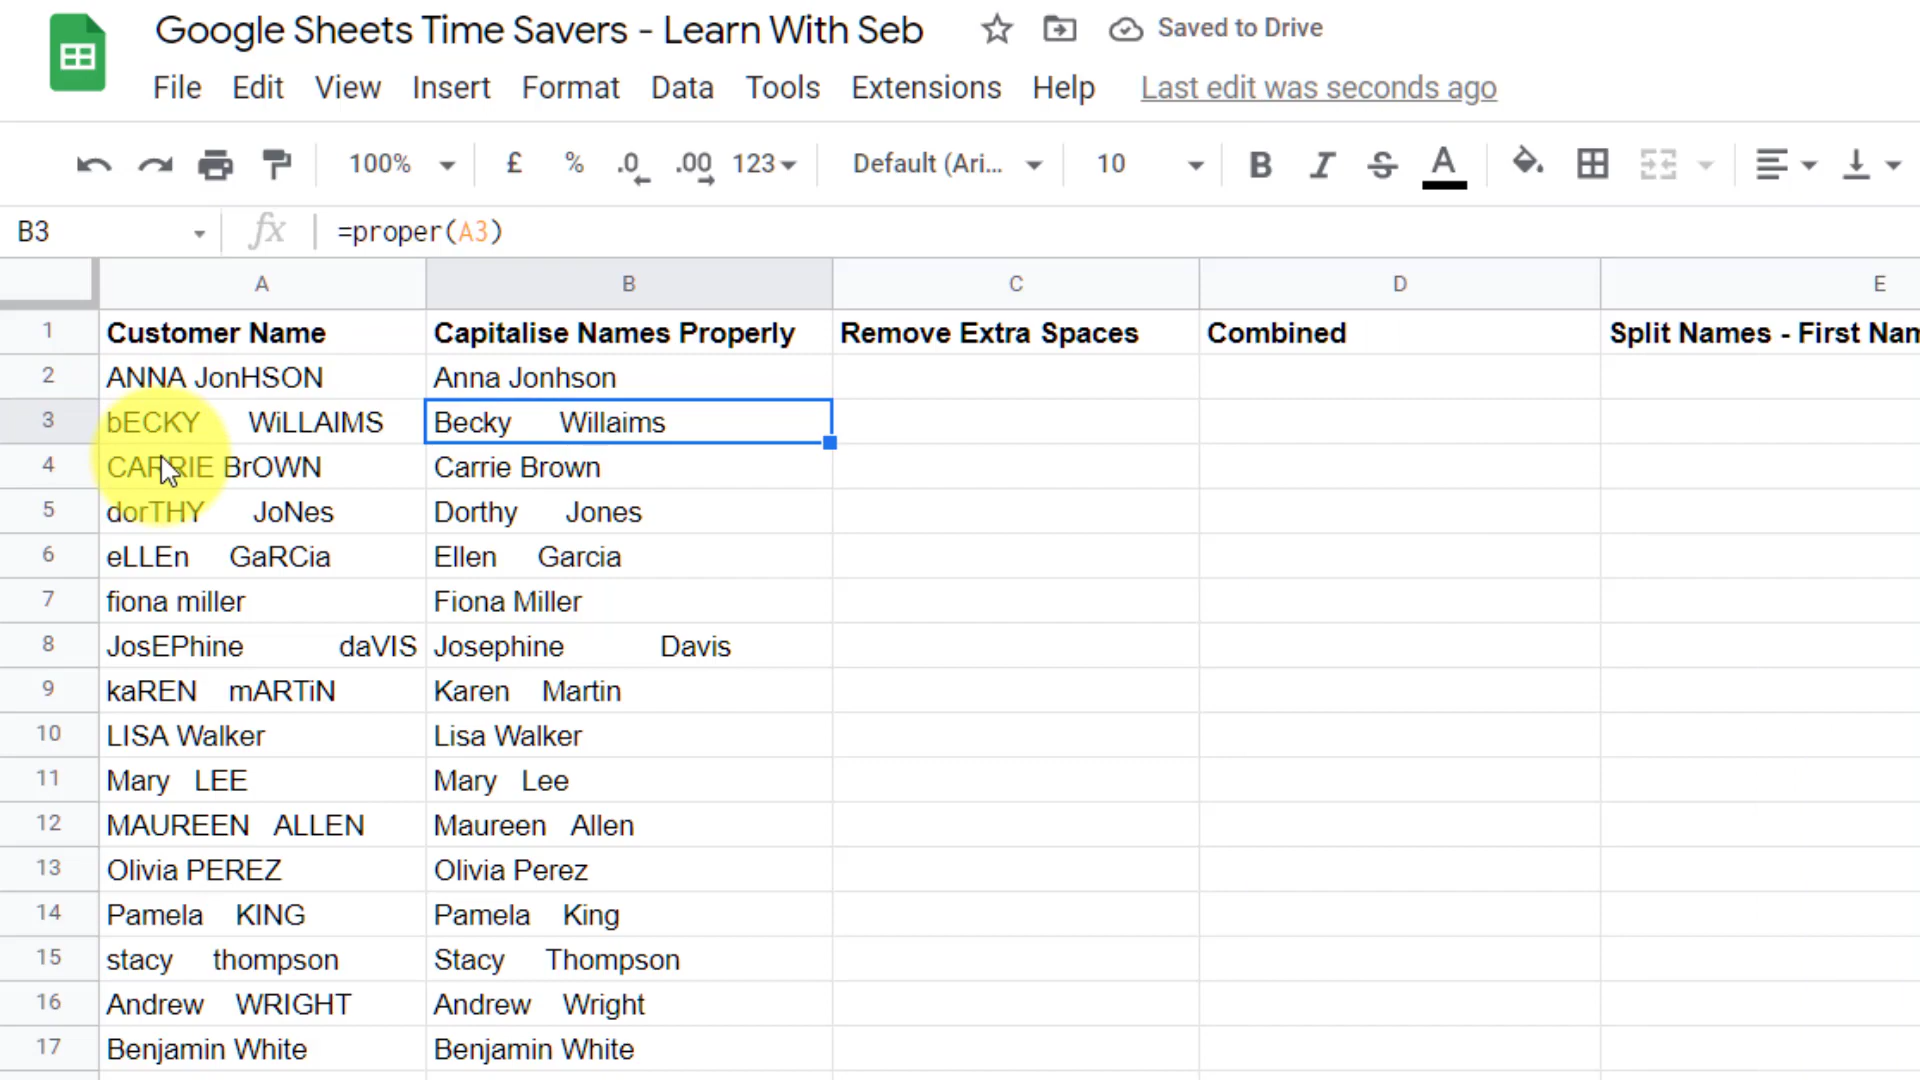 Google Sheets Time Savers - Learn With Seb Saved to Drive
File Edit View Insert Format Data Tools Extensions Help Last edit was seconds ago
100% £ % .0 .00 123 Default (Ari... 10 B I S A
B3 fx =proper(A3)
A B C D E
1 Customer Name Capitalise Names Properly Remove Extra Spaces Combined Split Names - First Nam
2 ANNA JonHSON Anna Jonhson
3 bECKY WiLLAIMS Becky Willaims
4 CARRIE BrOWN Carrie Brown
5 dorTHY JoNes Dorthy Jones
6 eLLEn GaRCia Ellen Garcia
7 fiona miller Fiona Miller
8 JosEPhine daVIS Josephine Davis
9 kaREN mARTiN Karen Martin
10 LISA Walker Lisa Walker
11 Mary LEE Mary Lee
12 MAUREEN ALLEN Maureen Allen
13 Olivia PEREZ Olivia Perez
14 Pamela KING Pamela King
15 stacy thompson Stacy Thompson
16 Andrew WRIGHT Andrew Wright
17 Benjamin White Benjamin White